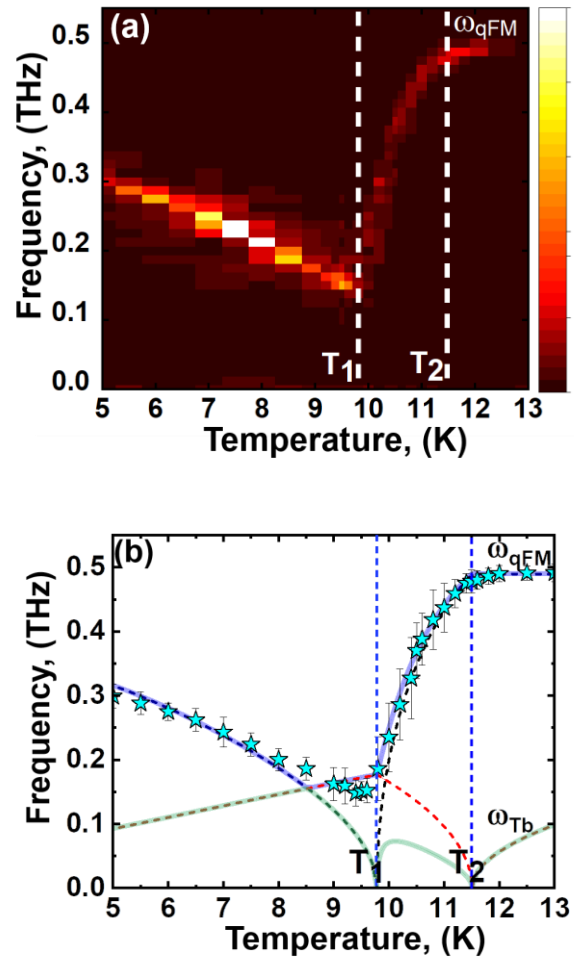 (a)
ωqFM
0.5
0.4
0.3
0.2
0.1
0.0
Frequency, (THz)
T1
T2
5 6 7 8 9 10 11 12 13
Temperature, (K)
(b)
ωqFM
0.5
0.4
0.3
0.2
0.1
0.0
Frequency, (THz)
ωTb
T1
T2
5 6 7 8 9 10 11 12 13
Temperature, (K)